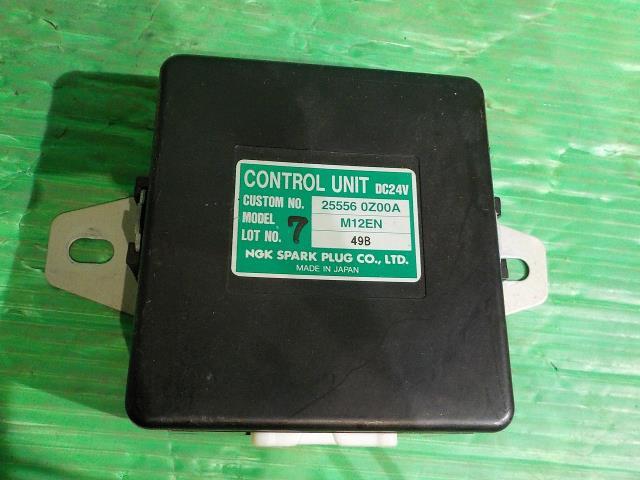 CONTROL UNIT DC24V
CUSTOM NO. 25556 0Z00A
MODEL M12EN
7
LOT NO. 49B
NGK SPARK PLUG CO., LTD.
MADE IN JAPAN